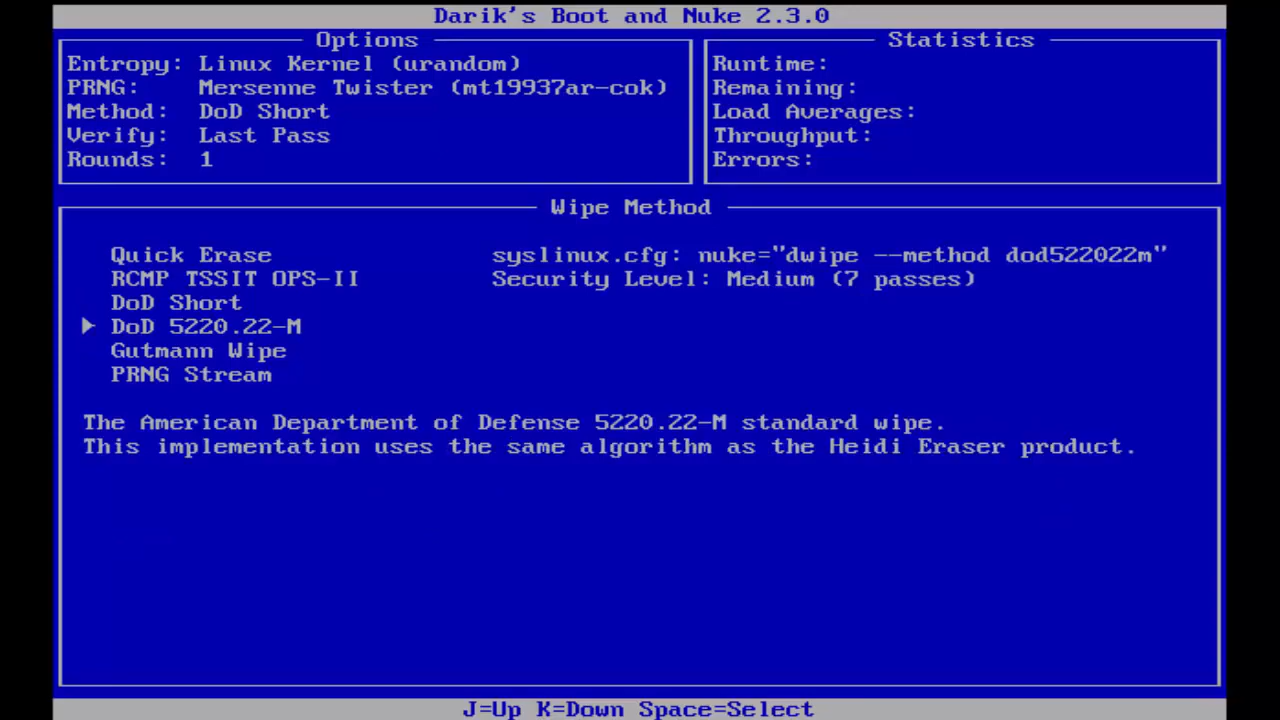 Darik's Boot and Nuke 2.3.0
Options
Entropy: Linux Kernel (urandom)
PRNG: Mersenne Twister (mt19937ar-cok)
Method: DoD Short
Verify: Last Pass
Rounds: 1
Statistics
Runtime:
Remaining:
Load Averages:
Throughput:
Errors:
Wipe Method
Quick Erase
RCMP TSSIT OPS-II
DoD Short
DoD 5220.22-M
Gutmann Wipe
PRNG Stream
syslinux.cfg: nuke="dwipe --method dod522022m"
Security Level: Medium (7 passes)
The American Department of Defense 5220.22-M standard wipe.
This implementation uses the same algorithm as the Heidi Eraser product.
J=Up K=Down Space=Select